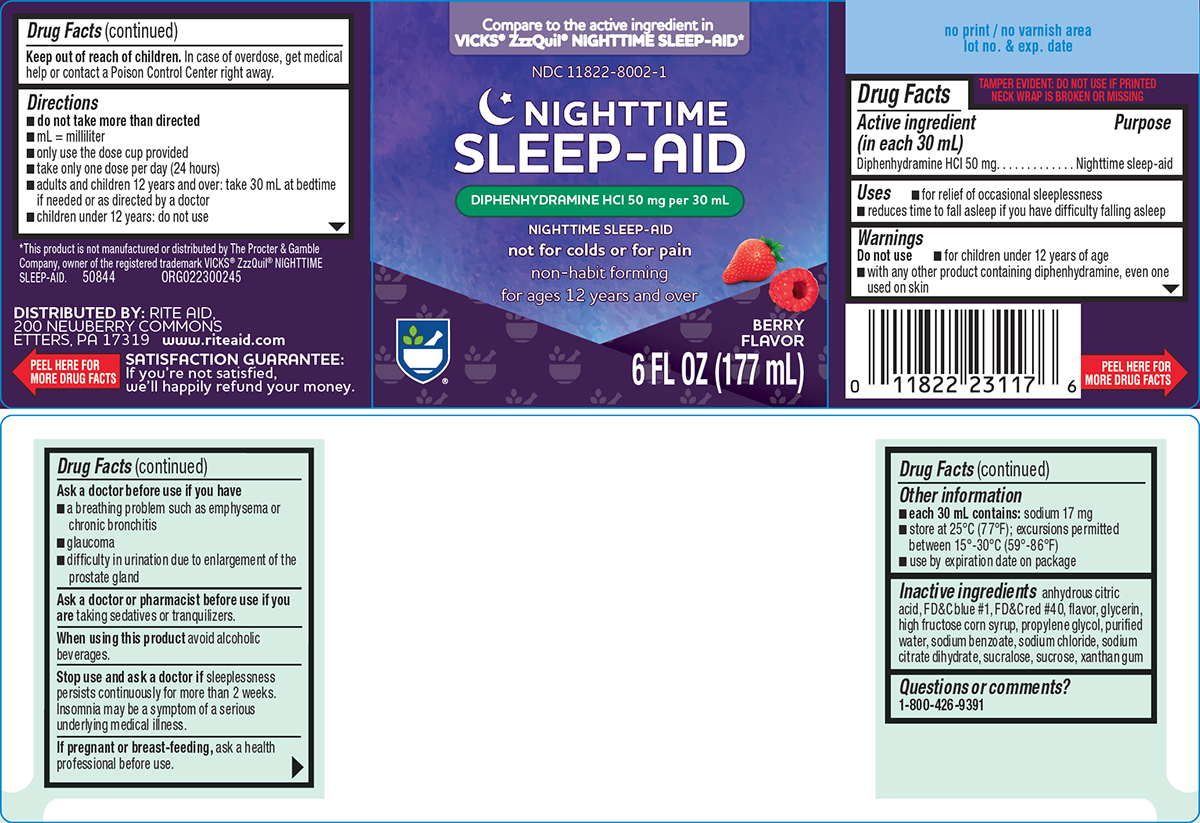 Drug Facts (continued)
Keep out of reach of children. In case of overdose, get medical
help or contact a Poison Control Center right away.
Directions
■ do not take more than directed
■ mL = milliliter
■ only use the dose cup provided
■ take only one dose per day (24 hours)
■ adults and children 12 years and over: take 30 mL at bedtime
if needed or as directed by a doctor
■ children under 12 years: do not use
*This product is not manufactured or distributed by The Procter & Gamble
Company, owner of the registered trademark VICKS® ZzzQuil® NIGHTTIME
SLEEP-AID. 50844 ORG022300245
DISTRIBUTED BY: RITE AID,
200 NEWBERRY COMMONS
ETTERS, PA 17319 www.riteaid.com
PEEL HERE FOR
MORE DRUG FACTS
SATISFACTION GUARANTEE:
If you're not satisfied,
we'll happily refund your money.
Compare to the active ingredient in
VICKS® ZzzQuil® NIGHTTIME SLEEP-AID*
NDC 11822-8002-1
NIGHTTIME
SLEEP-AID
DIPHENHYDRAMINE HCl 50 mg per 30 mL
NIGHTTIME SLEEP-AID
not for colds or for pain
non-habit forming
for ages 12 years and over
BERRY
FLAVOR
®
6 FL OZ (177 mL)
no print / no varnish area
lot no. & exp. date
TAMPER EVIDENT: DO NOT USE IF PRINTED
NECK WRAP IS BROKEN OR MISSING
Drug Facts
Active ingredient Purpose
(in each 30 mL)
Diphenhydramine HCl 50 mg. . . . . . . . . . . . Nighttime sleep-aid
Uses ■ for relief of occasional sleeplessness
■ reduces time to fall asleep if you have difficulty falling asleep
Warnings
Do not use ■ for children under 12 years of age
■ with any other product containing diphenhydramine, even one
used on skin
0 11822 23117 6
PEEL HERE FOR
MORE DRUG FACTS
Drug Facts (continued)
Ask a doctor before use if you have
■ a breathing problem such as emphysema or
chronic bronchitis
■ glaucoma
■ difficulty in urination due to enlargement of the
prostate gland
Ask a doctor or pharmacist before use if you
are taking sedatives or tranquilizers.
When using this product avoid alcoholic
beverages.
Stop use and ask a doctor if sleeplessness
persists continuously for more than 2 weeks.
Insomnia may be a symptom of a serious
underlying medical illness.
If pregnant or breast-feeding, ask a health
professional before use.
Drug Facts (continued)
Other information
■ each 30 mL contains: sodium 17 mg
■ store at 25°C (77°F); excursions permitted
between 15°-30°C (59°-86°F)
■ use by expiration date on package
Inactive ingredients anhydrous citric
acid, FD&C blue #1, FD&C red #40, flavor, glycerin,
high fructose corn syrup, propylene glycol, purified
water, sodium benzoate, sodium chloride, sodium
citrate dihydrate, sucralose, sucrose, xanthan gum
Questions or comments?
1-800-426-9391